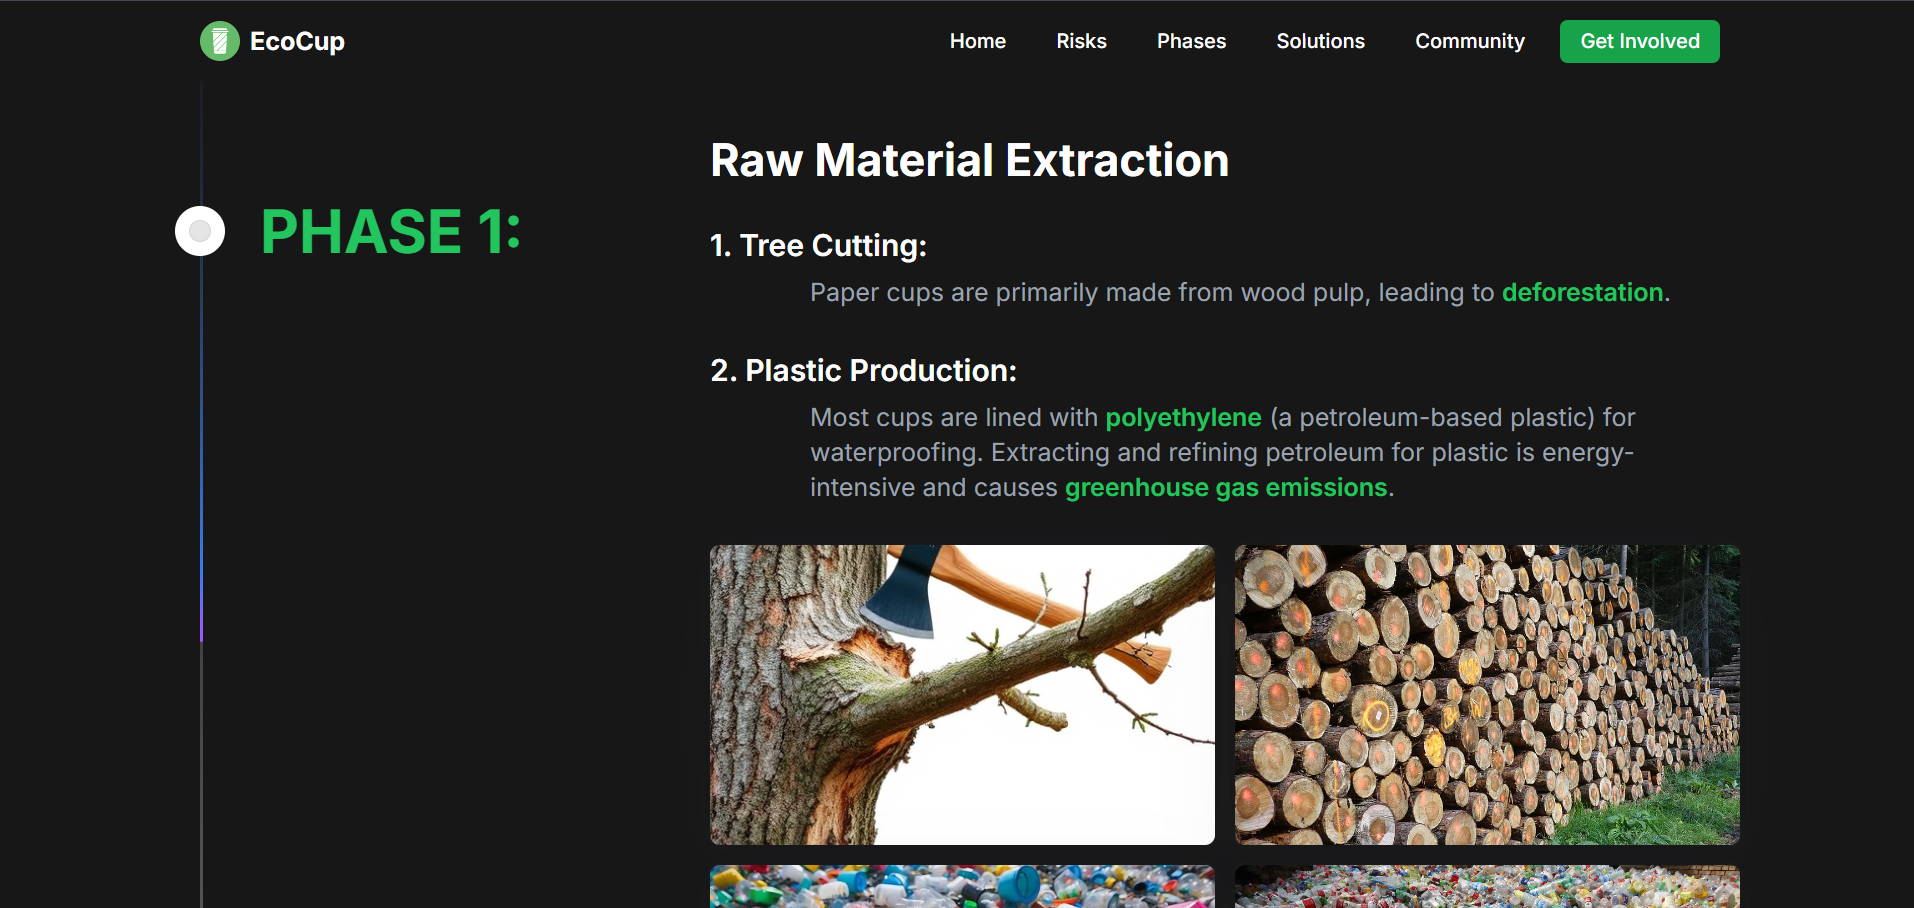 EcoCup
Home Risks Phases Solutions Community Get Involved
PHASE 1:
Raw Material Extraction
1. Tree Cutting:
Paper cups are primarily made from wood pulp, leading to deforestation.
2. Plastic Production:
Most cups are lined with polyethylene (a petroleum-based plastic) for
waterproofing. Extracting and refining petroleum for plastic is energy-
intensive and causes greenhouse gas emissions.